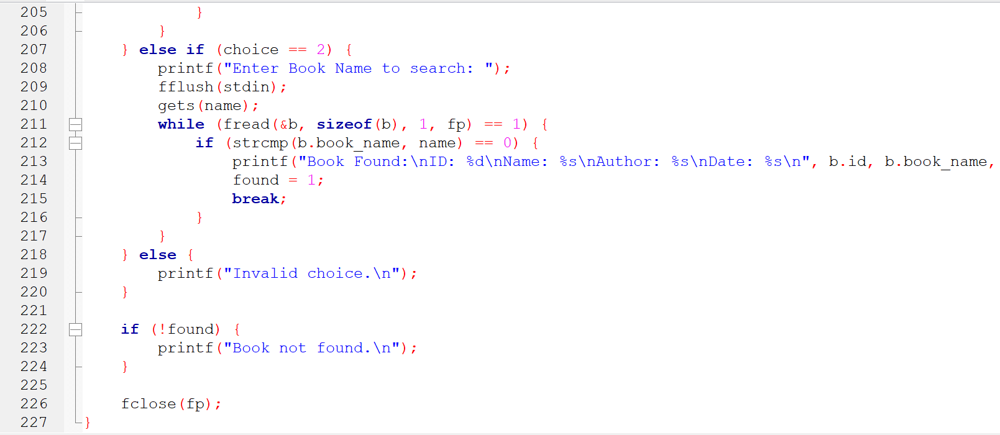 205             }
206         }
207     } else if (choice == 2) {
208         printf("Enter Book Name to search: ");
209         fflush(stdin);
210         gets(name);
211         while (fread(&b, sizeof(b), 1, fp) == 1) {
212             if (strcmp(b.book_name, name) == 0) {
213                 printf("Book Found:\nID: %d\nName: %s\nAuthor: %s\nDate: %s\n", b.id, b.book_name,
214                 found = 1;
215                 break;
216             }
217         }
218     } else {
219         printf("Invalid choice.\n");
220     }
221
222     if (!found) {
223         printf("Book not found.\n");
224     }
225
226     fclose(fp);
227 }